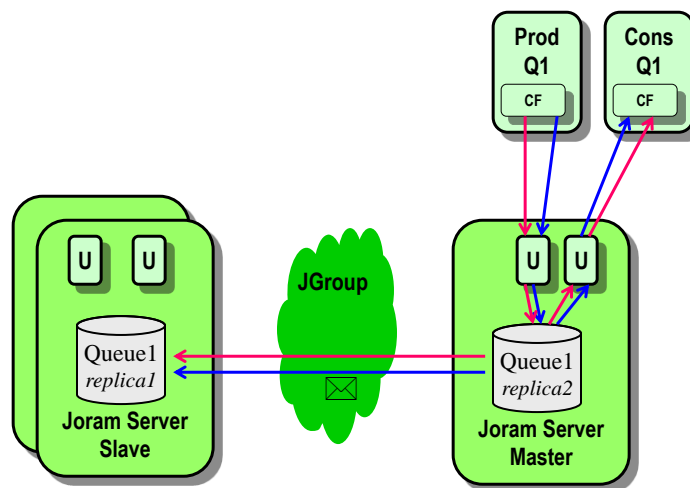 Prod
Q1
CF
Cons
Q1
CF
U
U
Queue1
replica1
Joram Server
Slave
JGroup
U
U
Queue1
replica2
Joram Server
Master